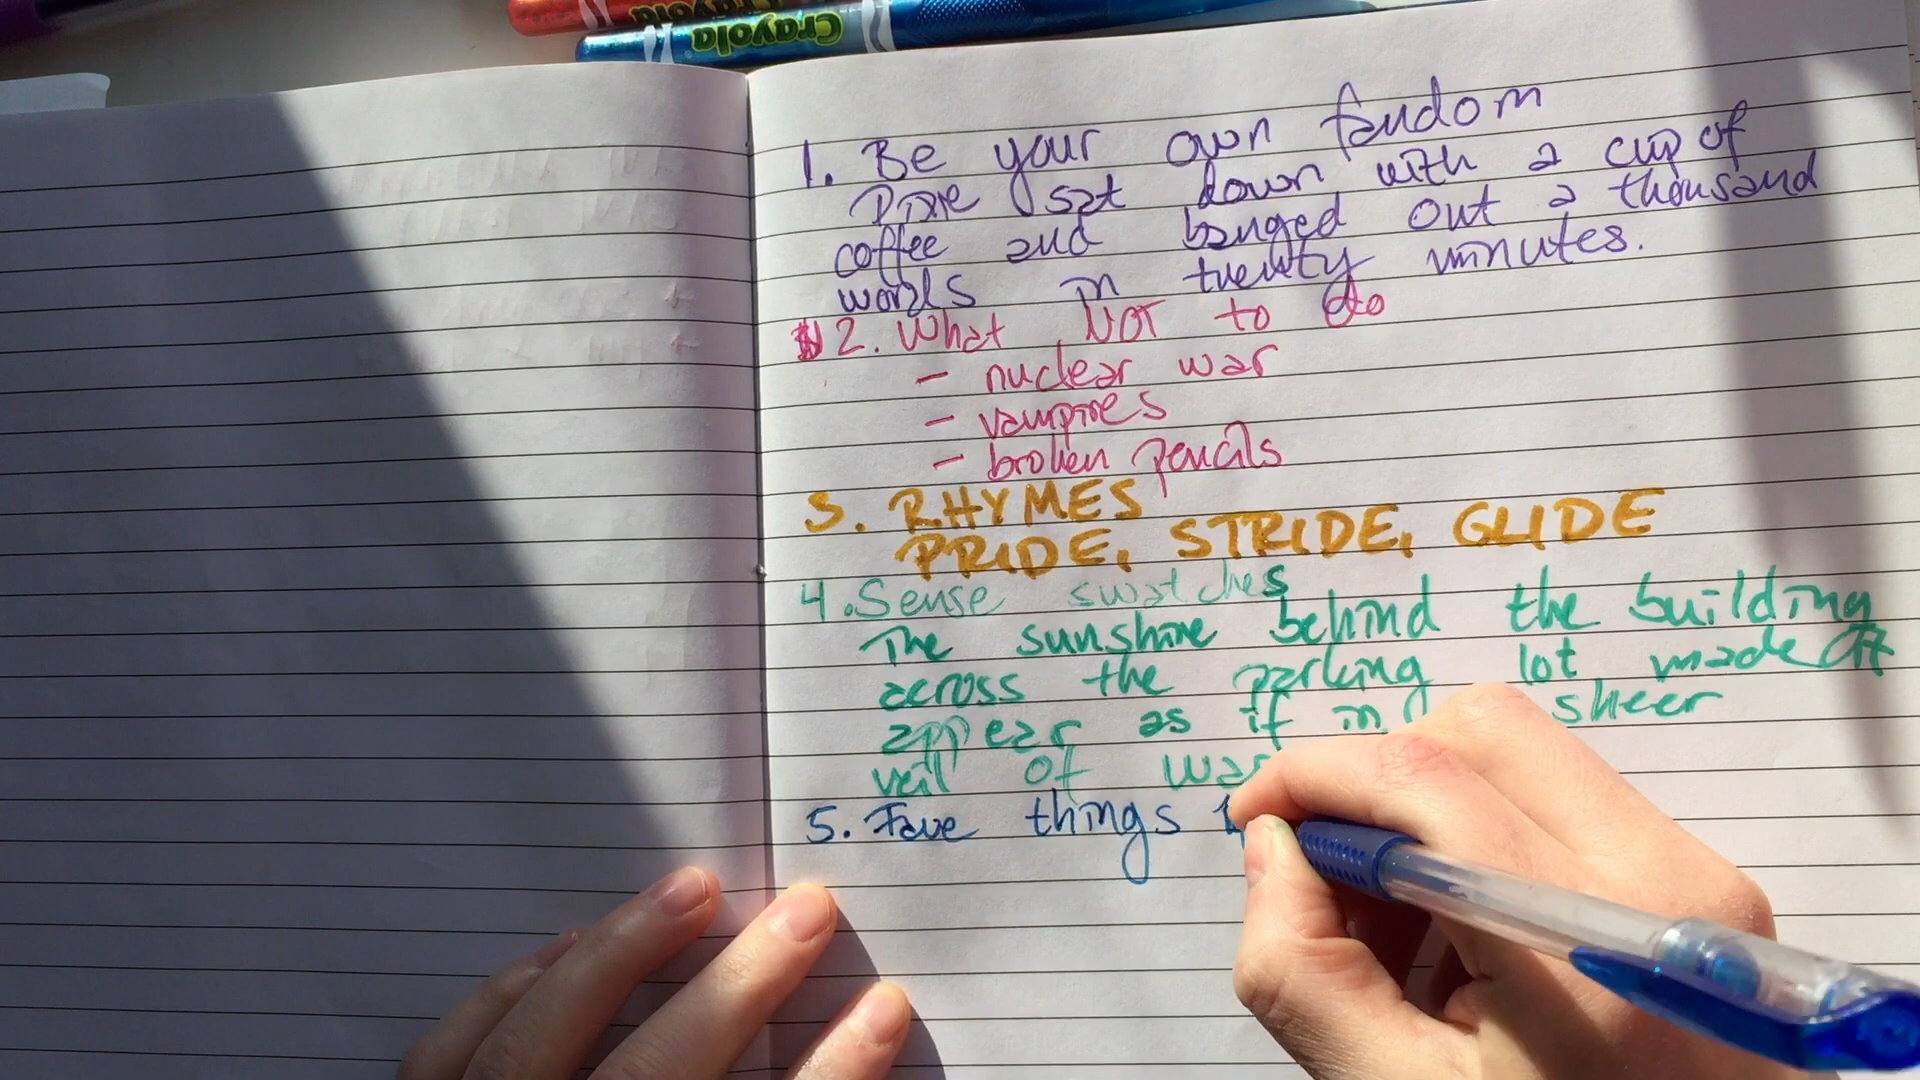 Crayola
Crayola
1. Be your own fandom
Pixie sat down with a cup of
coffee and banged out a thousand
words in twenty minutes.
2. What NOT to do
- nuclear war
- vampires
- broken pencils
3. RHYMES
PRIDE, STRIDE, GLIDE
4. Sense swatches
The sunshine behind the building
across the parking lot made it
appear as if in sheer
veil of
5. Fave things